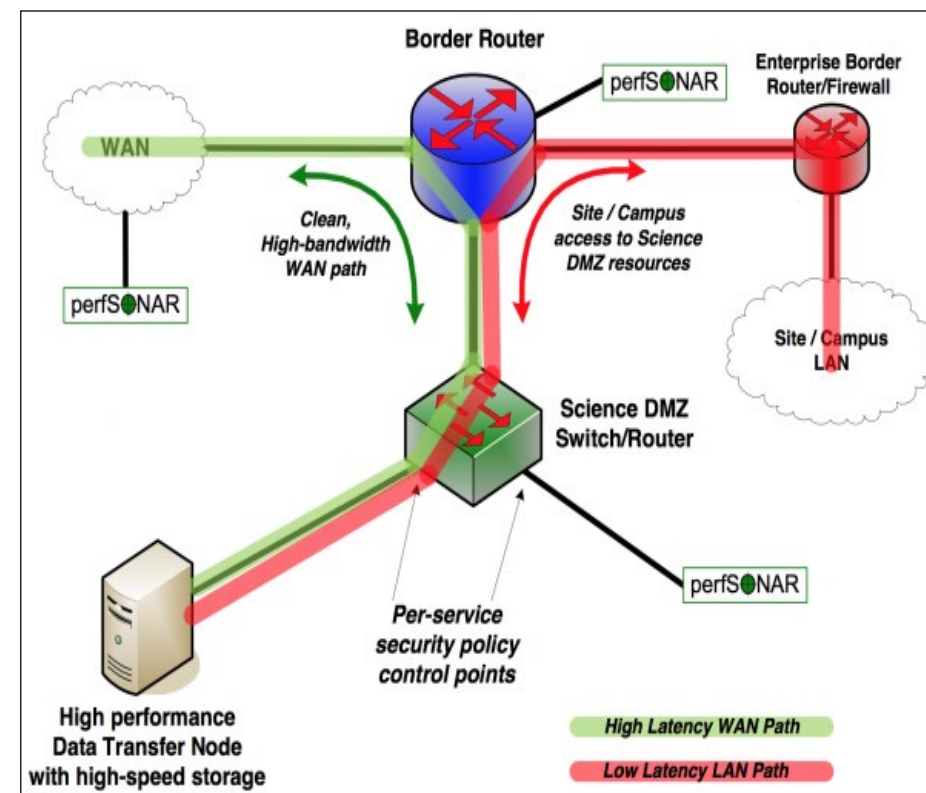 Border Router
perfSONAR
Enterprise Border
Router/Firewall
WAN
Clean,
High-bandwidth
WAN path
Site / Campus
access to Science
DMZ resources
perfSONAR
Site / Campus
LAN
Science DMZ
Switch/Router
perfSONAR
Per-service
security policy
control points
High performance
Data Transfer Node
with high-speed storage
High Latency WAN Path
Low Latency LAN Path